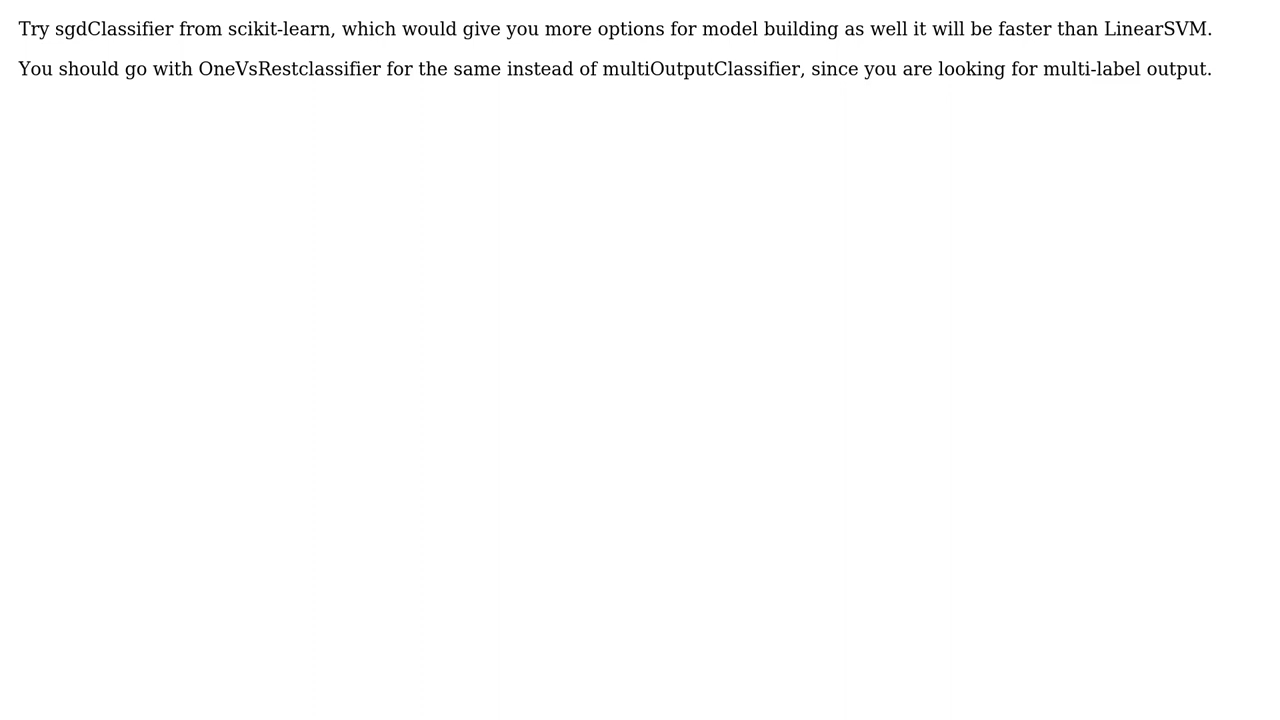 Try sgdClassifier from scikit-learn, which would give you more options for model building as well it will be faster than LinearSVM.
You should go with OneVsRestclassifier for the same instead of multiOutputClassifier, since you are looking for multi-label output.